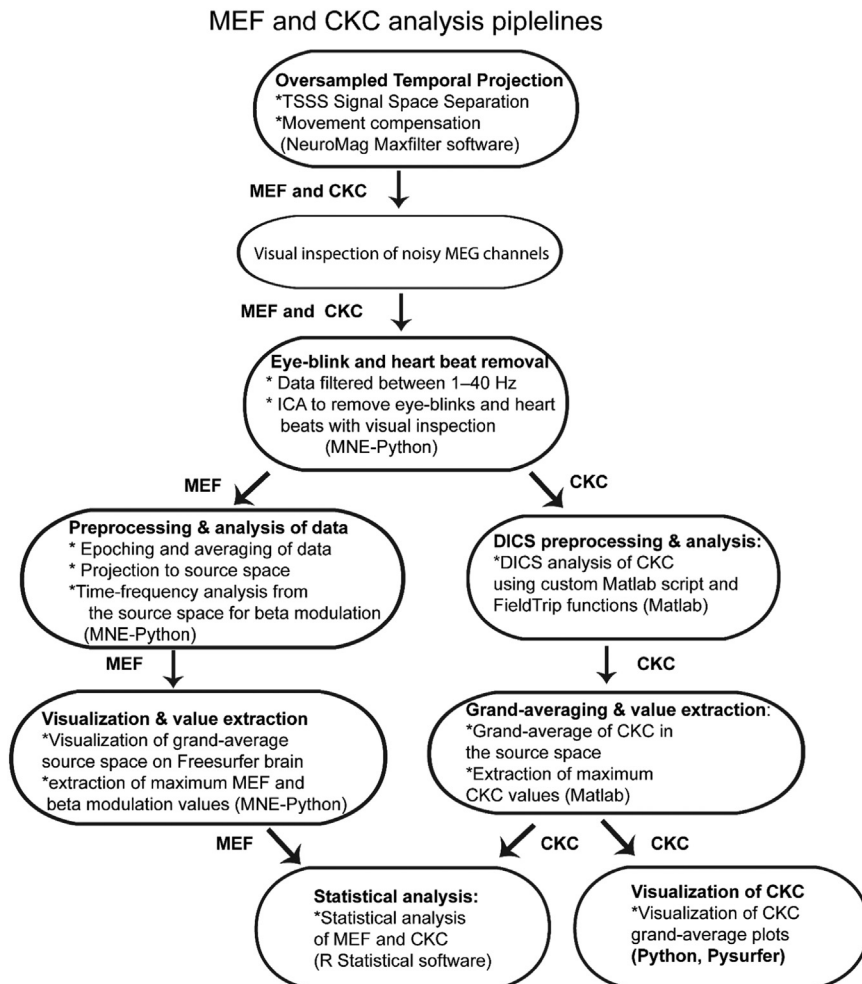 MEF and CKC analysis piplelines
Oversampled Temporal Projection
*TSSS Signal Space Separation
*Movement compensation
(NeuroMag Maxfilter software)
MEF and CKC
Visual inspection of noisy MEG channels
MEF and CKC
Eye-blink and heart beat removal
* Data filtered between 1–40 Hz
* ICA to remove eye-blinks and heart
beats with visual inspection
(MNE-Python)
MEF
CKC
Preprocessing & analysis of data
* Epoching and averaging of data
* Projection to source space
*Time-frequency analysis from
the source space for beta modulation
(MNE-Python)
DICS preprocessing & analysis:
*DICS analysis of CKC
using custom Matlab script and
FieldTrip functions (Matlab)
MEF
CKC
Visualization & value extraction
*Visualization of grand-average
source space on Freesurfer brain
*extraction of maximum MEF and
beta modulation values (MNE-Python)
Grand-averaging & value extraction:
*Grand-average of CKC in
the source space
*Extraction of maximum
CKC values (Matlab)
MEF
CKC
CKC
Statistical analysis:
*Statistical analysis
of MEF and CKC
(R Statistical software)
Visualization of CKC
*Visualization of CKC
grand-average plots
(Python, Pysurfer)